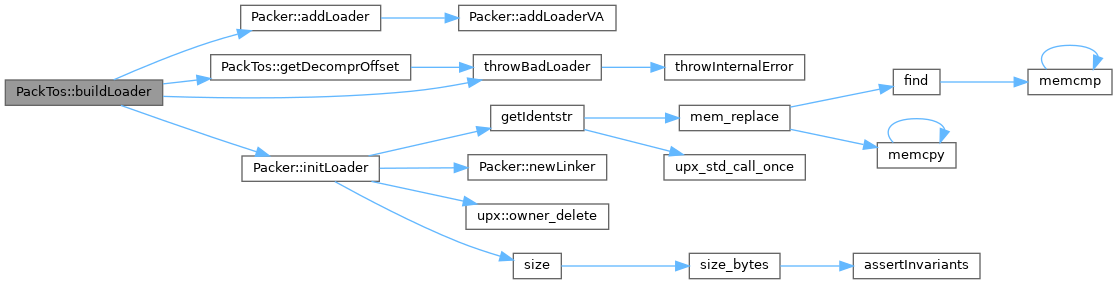 PackTos::buildLoader
Packer::addLoader
Packer::addLoaderVA
PackTos::getDecomprOffset
throwBadLoader
throwInternalError
Packer::initLoader
getIdentstr
mem_replace
find
memcmp
memcpy
upx_std_call_once
Packer::newLinker
upx::owner_delete
size
size_bytes
assertInvariants